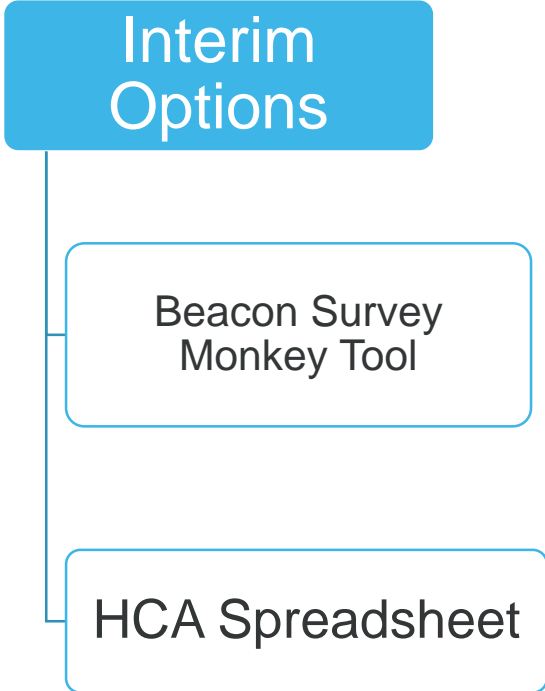 Interim
Options
Beacon Survey
Monkey Tool
HCA Spreadsheet